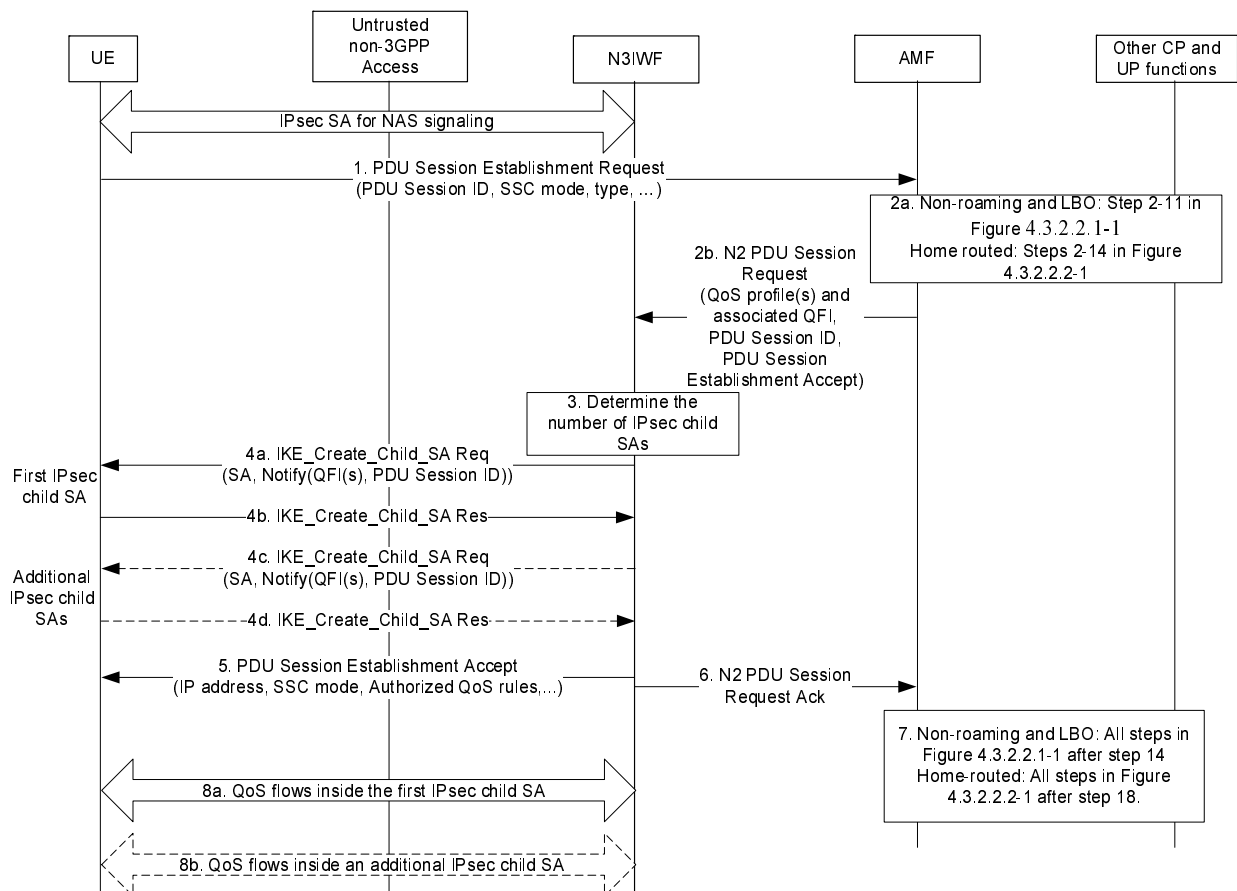 UE
Untrusted
non-3GPP
Access
N3IWF
AMF
Other CP and
UP functions
IPsec SA for NAS signaling
1. PDU Session Establishment Request
(PDU Session ID, SSC mode, type, ...)
2a. Non-roaming and LBO: Step 2-11 in
Figure 4.3.2.2.1-1
Home routed: Steps 2-14 in Figure
4.3.2.2.2-1
2b. N2 PDU Session
Request
(QoS profile(s) and
associated QFI,
PDU Session ID,
PDU Session
Establishment Accept)
3. Determine the
number of IPsec child
SAs
First IPsec
child SA
4a. IKE_Create_Child_SA Req
(SA, Notify(QFI(s), PDU Session ID))
4b. IKE_Create_Child_SA Res
Additional
IPsec child
SAs
4c. IKE_Create_Child_SA Req
(SA, Notify(QFI(s), PDU Session ID))
4d. IKE_Create_Child_SA Res
5. PDU Session Establishment Accept
(IP address, SSC mode, Authorized QoS rules,...)
6. N2 PDU Session
Request Ack
7. Non-roaming and LBO: All steps in
Figure 4.3.2.2.1-1 after step 14
Home-routed: All steps in Figure
4.3.2.2.2-1 after step 18.
8a. QoS flows inside the first IPsec child SA
8b. QoS flows inside an additional IPsec child SA